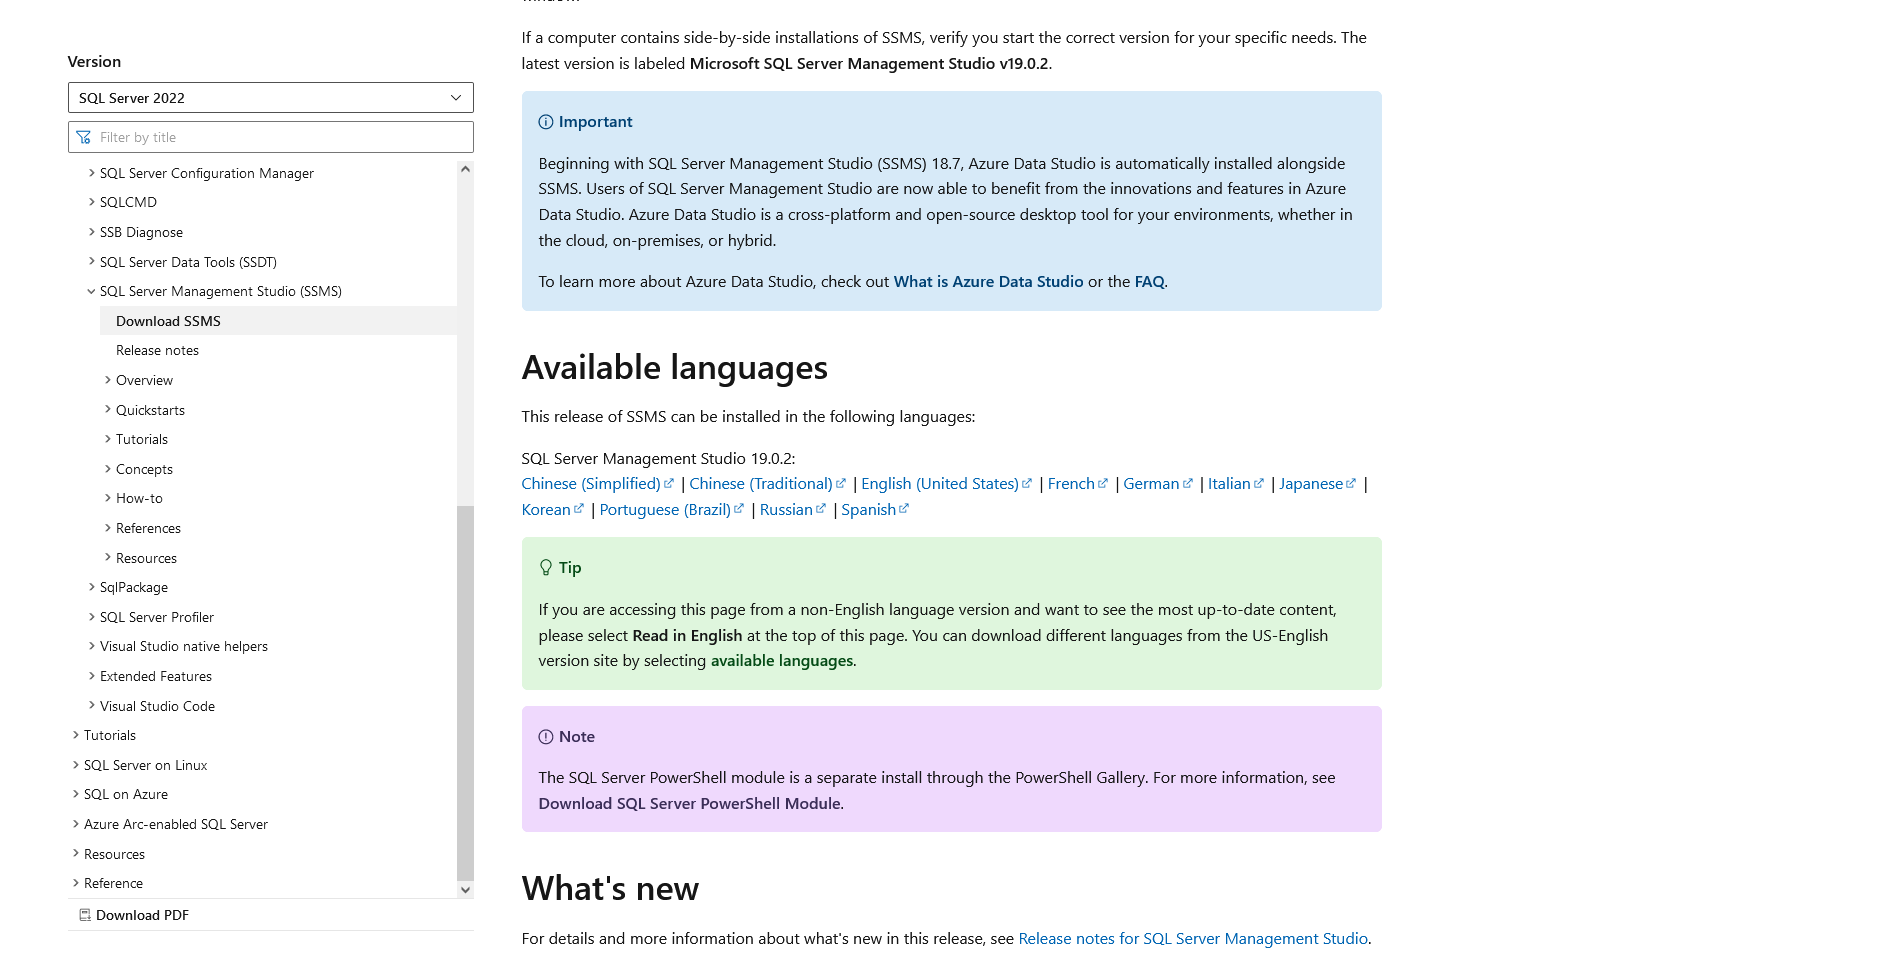 If a computer contains side-by-side installations of SSMS, verify you start the correct version for your specific needs. The
latest version is labeled Microsoft SQL Server Management Studio v19.0.2.
Version
SQL Server 2022
Filter by title
SQL Server Configuration Manager
SQLCMD
SSB Diagnose
SQL Server Data Tools (SSDT)
SQL Server Management Studio (SSMS)
Download SSMS
Release notes
Overview
Quickstarts
Tutorials
Concepts
How-to
References
Resources
SqlPackage
SQL Server Profiler
Visual Studio native helpers
Extended Features
Visual Studio Code
Tutorials
SQL Server on Linux
SQL on Azure
Azure Arc-enabled SQL Server
Resources
Reference
Download PDF
Important
Beginning with SQL Server Management Studio (SSMS) 18.7, Azure Data Studio is automatically installed alongside
SSMS. Users of SQL Server Management Studio are now able to benefit from the innovations and features in Azure
Data Studio. Azure Data Studio is a cross-platform and open-source desktop tool for your environments, whether in
the cloud, on-premises, or hybrid.
To learn more about Azure Data Studio, check out What is Azure Data Studio or the FAQ.
Available languages
This release of SSMS can be installed in the following languages:
SQL Server Management Studio 19.0.2:
Chinese (Simplified) | Chinese (Traditional) | English (United States) | French | German | Italian | Japanese |
Korean | Portuguese (Brazil) | Russian | Spanish
Tip
If you are accessing this page from a non-English language version and want to see the most up-to-date content,
please select Read in English at the top of this page. You can download different languages from the US-English
version site by selecting available languages.
Note
The SQL Server PowerShell module is a separate install through the PowerShell Gallery. For more information, see
Download SQL Server PowerShell Module.
What's new
For details and more information about what's new in this release, see Release notes for SQL Server Management Studio.